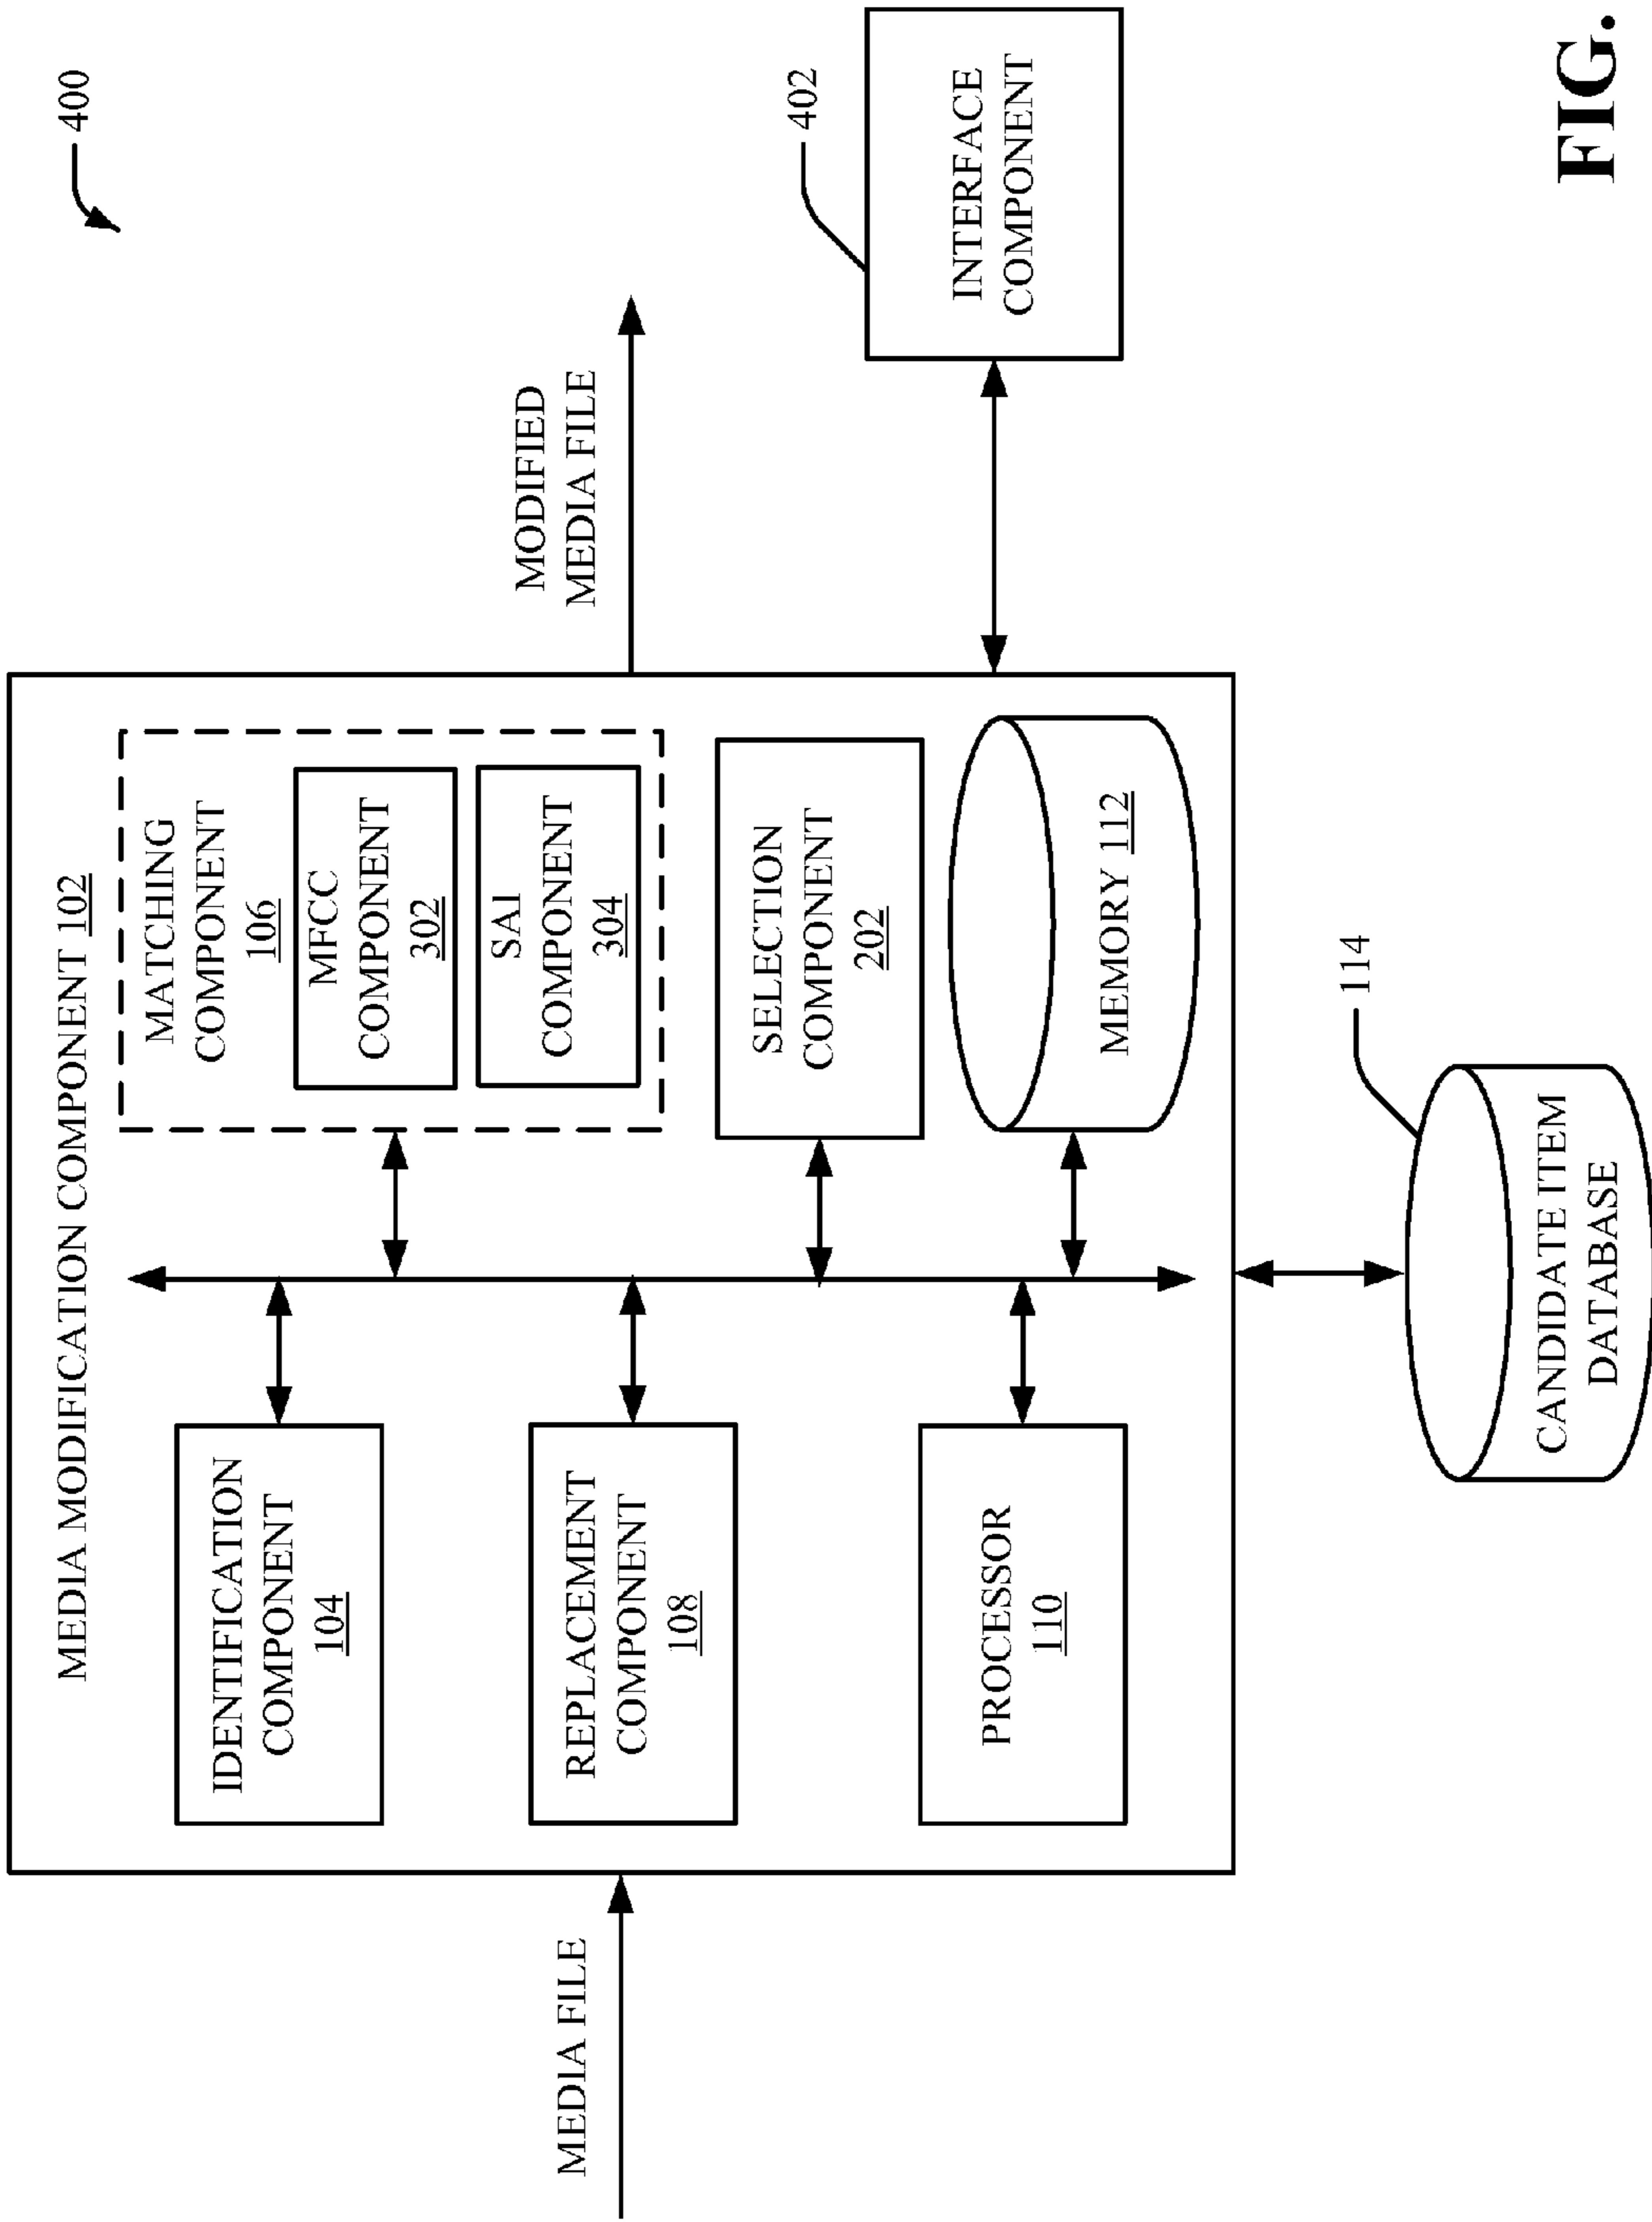 400
MEDIA MODIFICATION COMPONENT 102
IDENTIFICATION
COMPONENT
104
MATCHING
COMPONENT
106
MFCC
COMPONENT
302
SAI
COMPONENT
304
MEDIA FILE
REPLACEMENT
COMPONENT
108
MODIFIED
MEDIA FILE
SELECTION
COMPONENT
202
402
INTERFACE
COMPONENT
PROCESSOR
110
MEMORY 112
114
CANDIDATE ITEM
DATABASE
FIG.